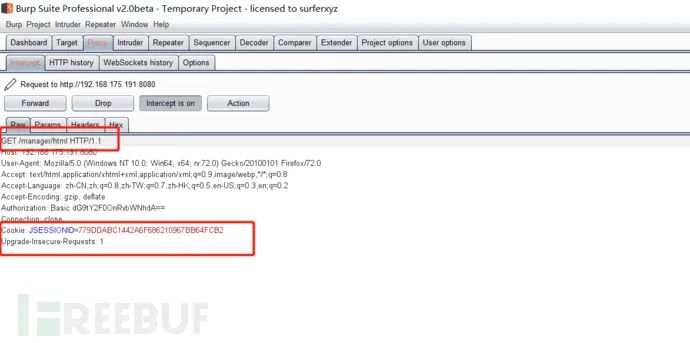 Burp Suite Professional v2.0beta - Temporary Project - licensed to surferxyz
Burp Project Intruder Repeater Window Help
Dashboard Target Proxy Intruder Repeater Sequencer Decoder Comparer Extender Project options User options
Intercept HTTP history WebSockets history Options
Request to http://192.168.175.191:8080
Forward Drop Intercept is on Action
Raw Params Headers Hex
GET /manager/html HTTP/1.1
Host: 192.168.175.191:8080
User-Agent: Mozilla/5.0 (Windows NT 10.0; Win64; x64; rv:72.0) Gecko/20100101 Firefox/72.0
Accept: text/html,application/xhtml+xml,application/xml;q=0.9,image/webp,*/*;q=0.8
Accept-Language: zh-CN,zh;q=0.8,zh-TW;q=0.7,zh-HK;q=0.5,en-US;q=0.3,en;q=0.2
Accept-Encoding: gzip, deflate
Authorization: Basic
Connection: close
Cookie: JSESSIONID=779DDABC1442A6F686210967BB64FCB2
Upgrade-Insecure-Requests: 1
FREEBUF